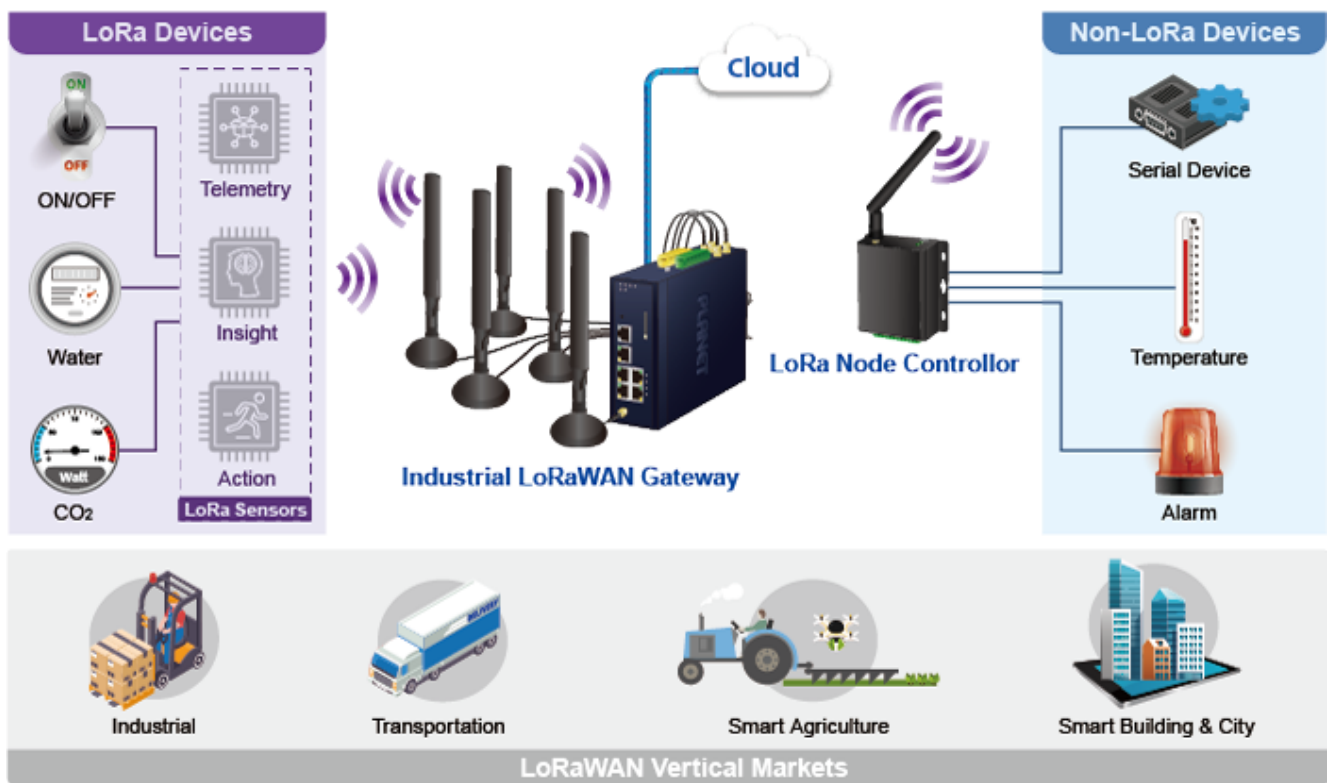 LoRa Devices
ON
OFF
ON/OFF
Water
Watt
CO₂
Telemetry
Insight
Action
LoRa Sensors
Cloud
PLANET
Industrial LoRaWAN Gateway
LoRa Node Controllor
Non-LoRa Devices
Serial Device
Temperature
Alarm
DELIVERY
Industrial
Transportation
Smart Agriculture
Smart Building & City
LoRaWAN Vertical Markets